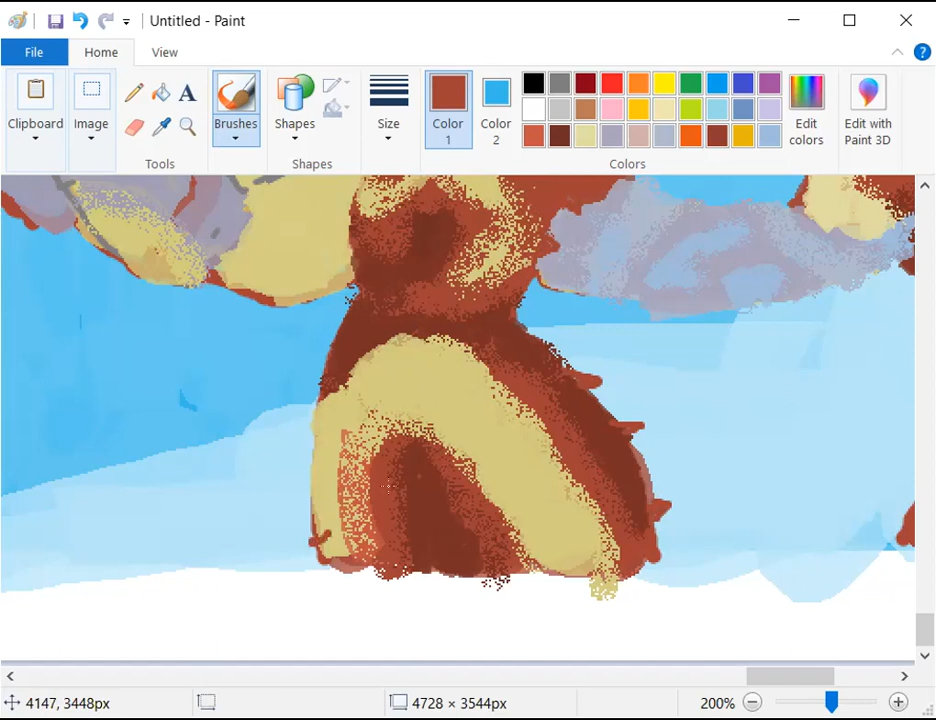 Untitled - Paint
File Home View
Clipboard Image Tools Brushes Shapes Shapes Size Color 1 Color 2 Colors Edit colors Edit with Paint 3D
4147, 3448px 4728 × 3544px 200%